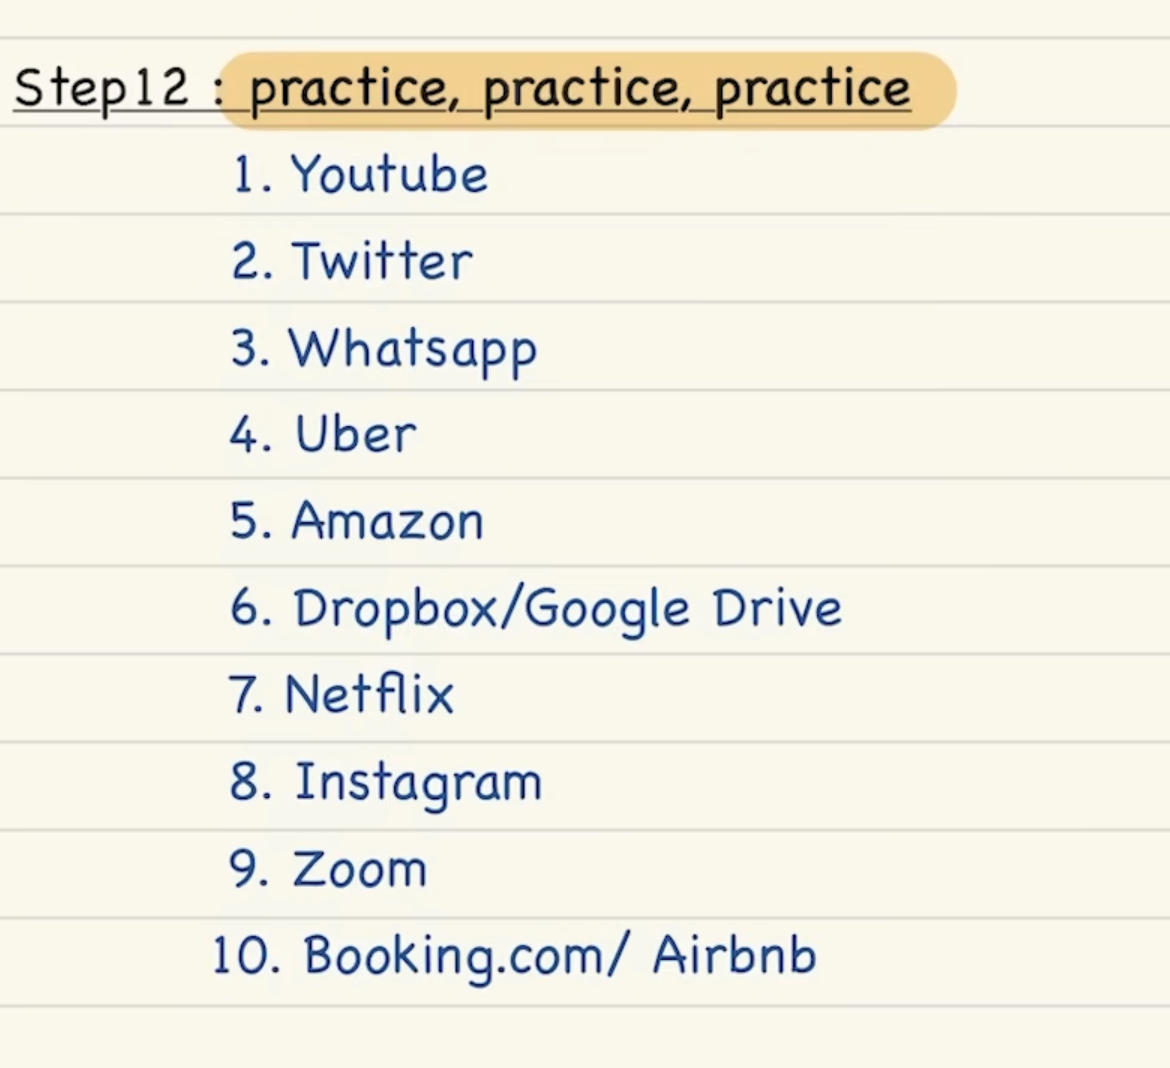 Step12 : practice, practice, practice
1. Youtube
2. Twitter
3. Whatsapp
4. Uber
5. Amazon
6. Dropbox/Google Drive
7. Netflix
8. Instagram
9. Zoom
10. Booking.com/ Airbnb